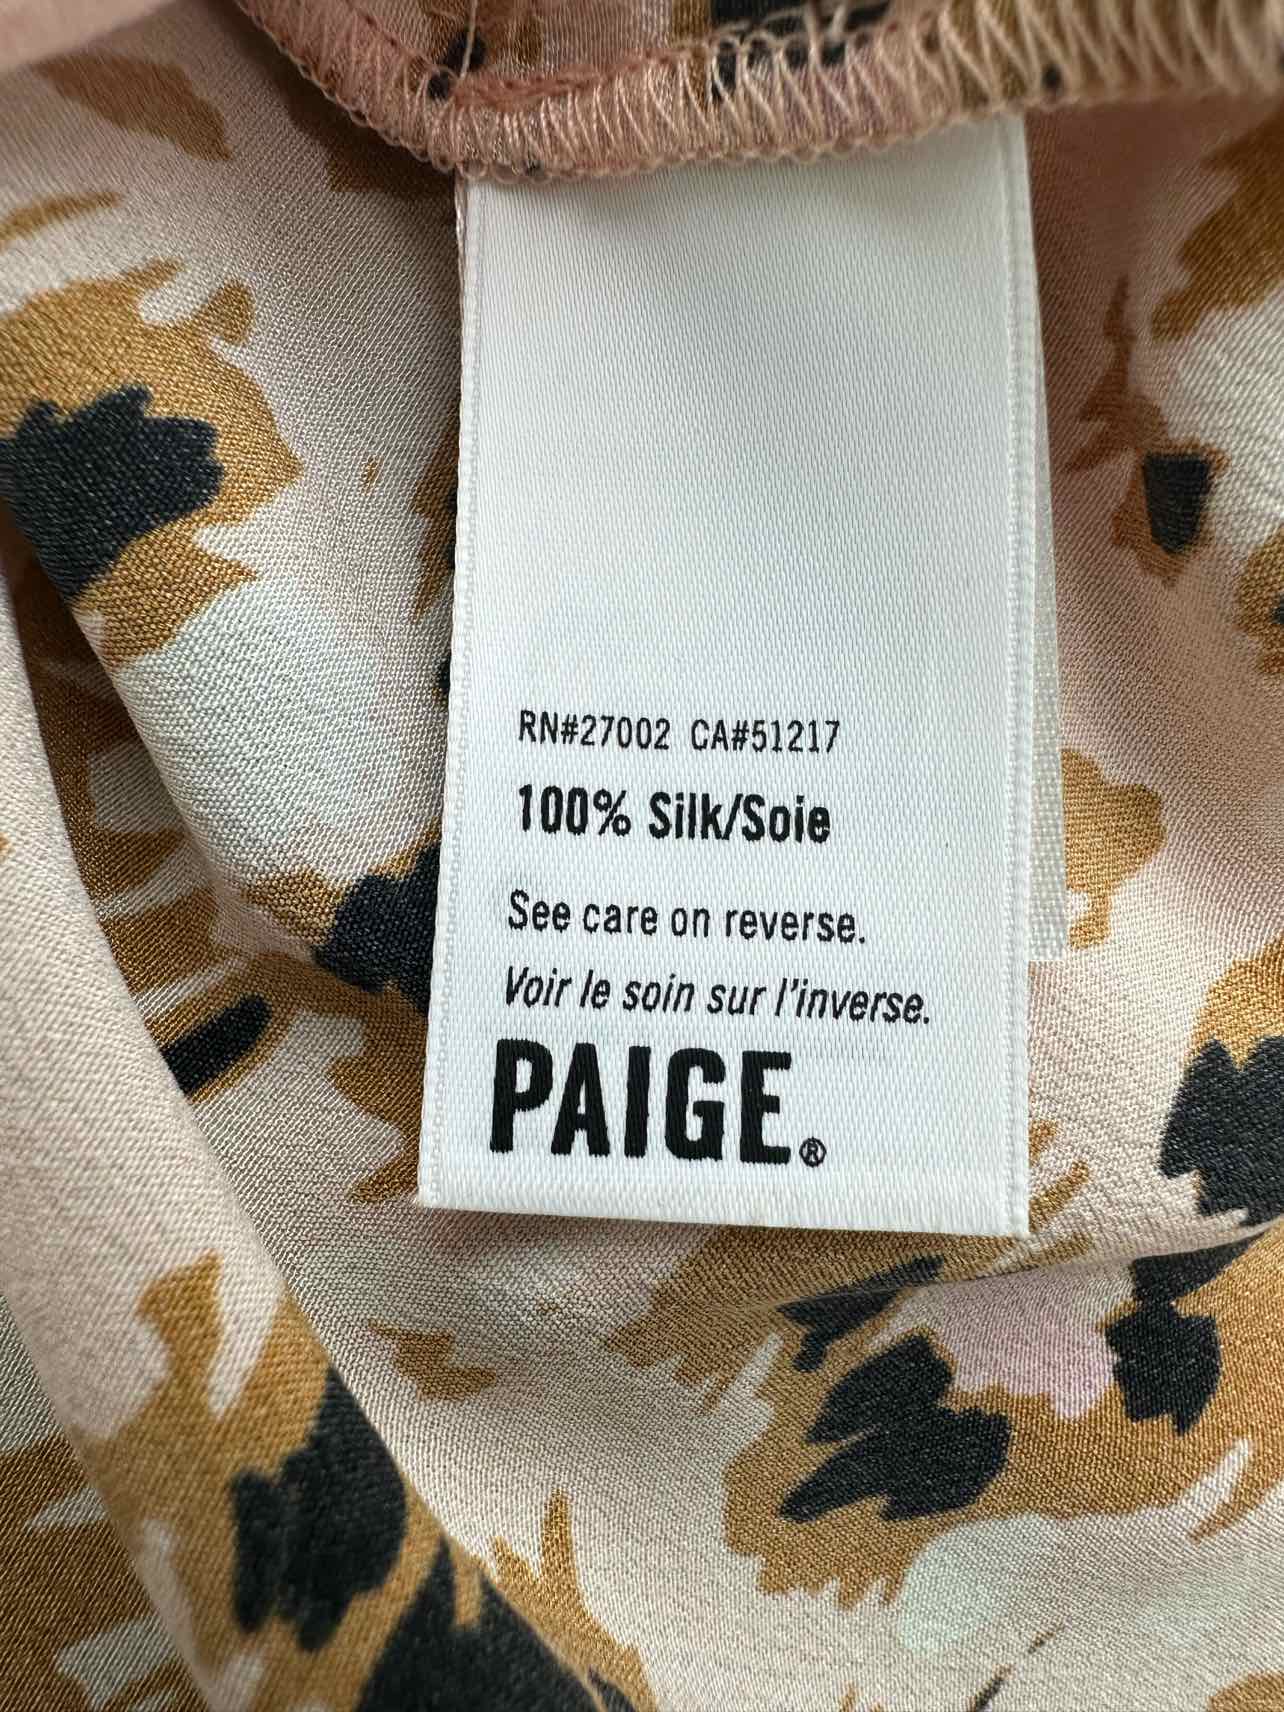 RN#27002 CA#51217
100% Silk/Soie
See care on reverse.
Voir le soin sur l'inverse.
PAIGE®